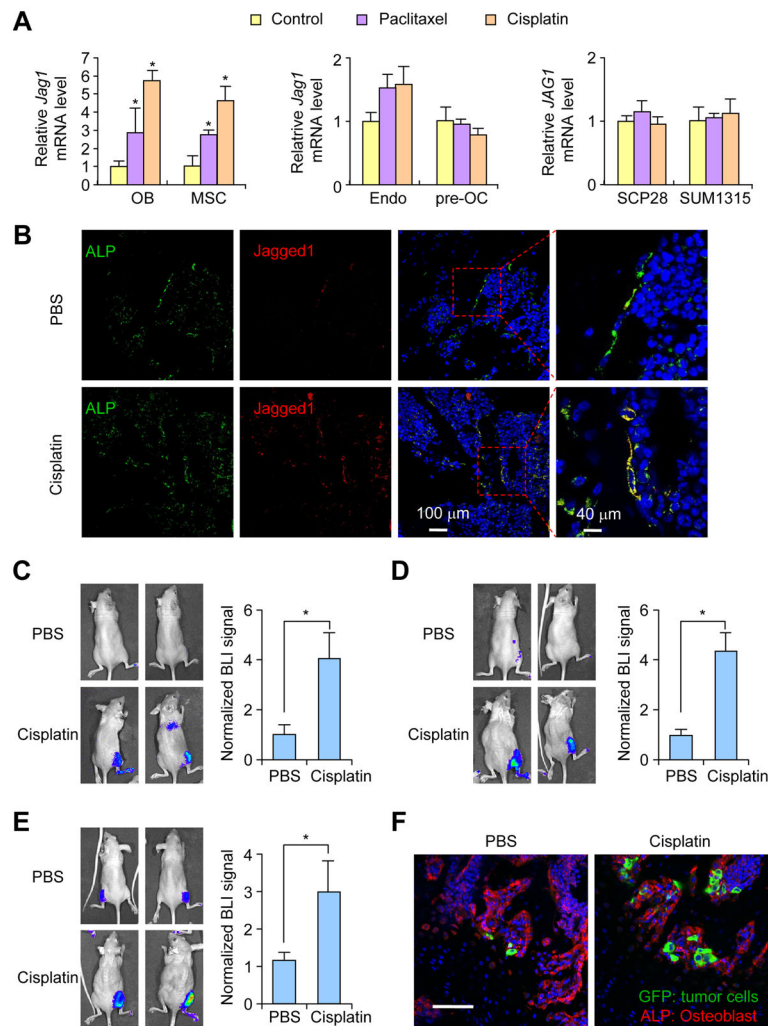 A
Control
Paclitaxel
Cisplatin
Relative Jag1
mRNA level
7
6
5
4
3
2
1
0
*
*
*
*
OB
MSC
Relatrive Jag1
mRNA level
2
1
0
Endo
pre-OC
Relatrive JAG1
mRNA level
2
1
0
SCP28
SUM1315
B
PBS
ALP
Jagged1
Cisplatin
ALP
Jagged1
100 µm
40 µm
C
PBS
Cisplatin
Normalized BLI signal
6
4
2
0
*
PBS
Cisplatin
D
PBS
Cisplatin
Normalized BLI signal
6
4
2
0
*
PBS
Cisplatin
E
PBS
Cisplatin
Normalized BLI signal
4
3
2
1
0
*
PBS
Cisplatin
F
PBS
Cisplatin
GFP: tumor cells
ALP: Osteoblast